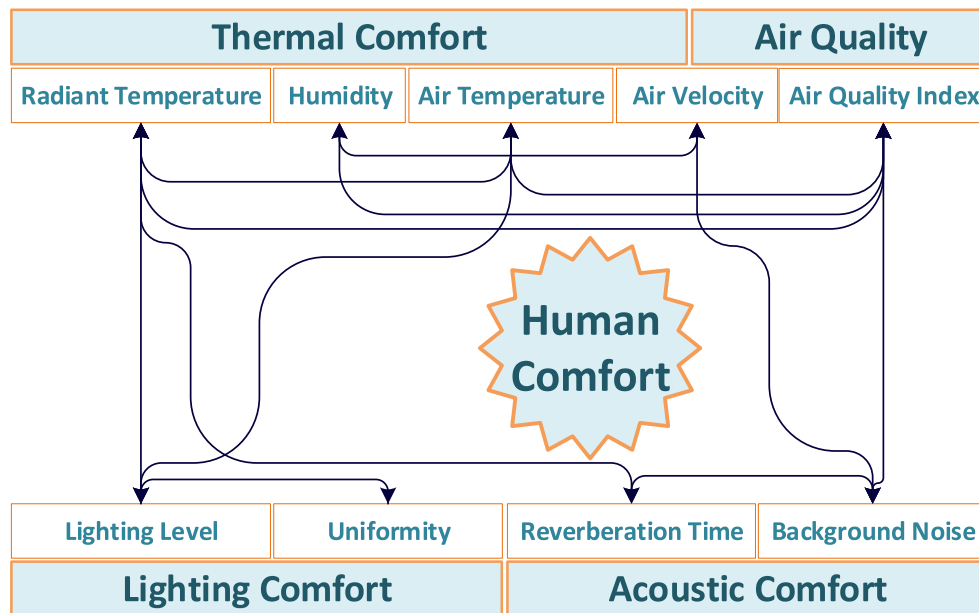 Thermal Comfort
Air Quality
Radiant Temperature
Humidity
Air Temperature
Air Velocity
Air Quality Index
Human
Comfort
Lighting Level
Uniformity
Reverberation Time
Background Noise
Lighting Comfort
Acoustic Comfort